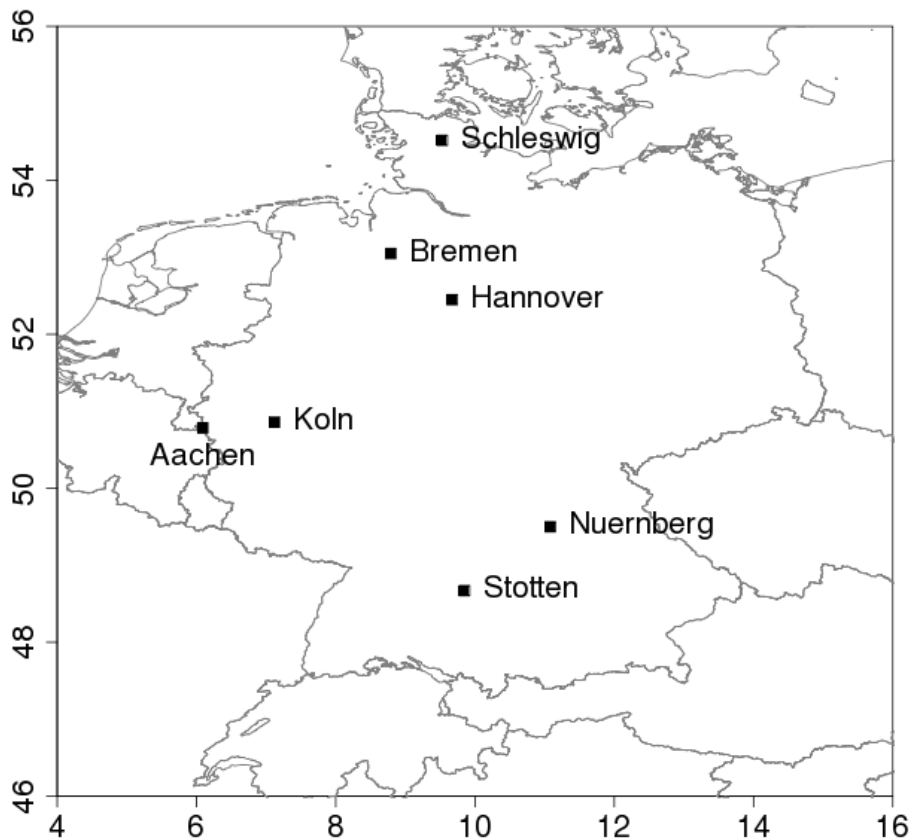 56
54
52
50
48
46
Schleswig
Bremen
Hannover
Koln
Aachen
Nuernberg
Stotten
4 6 8 10 12 14 16